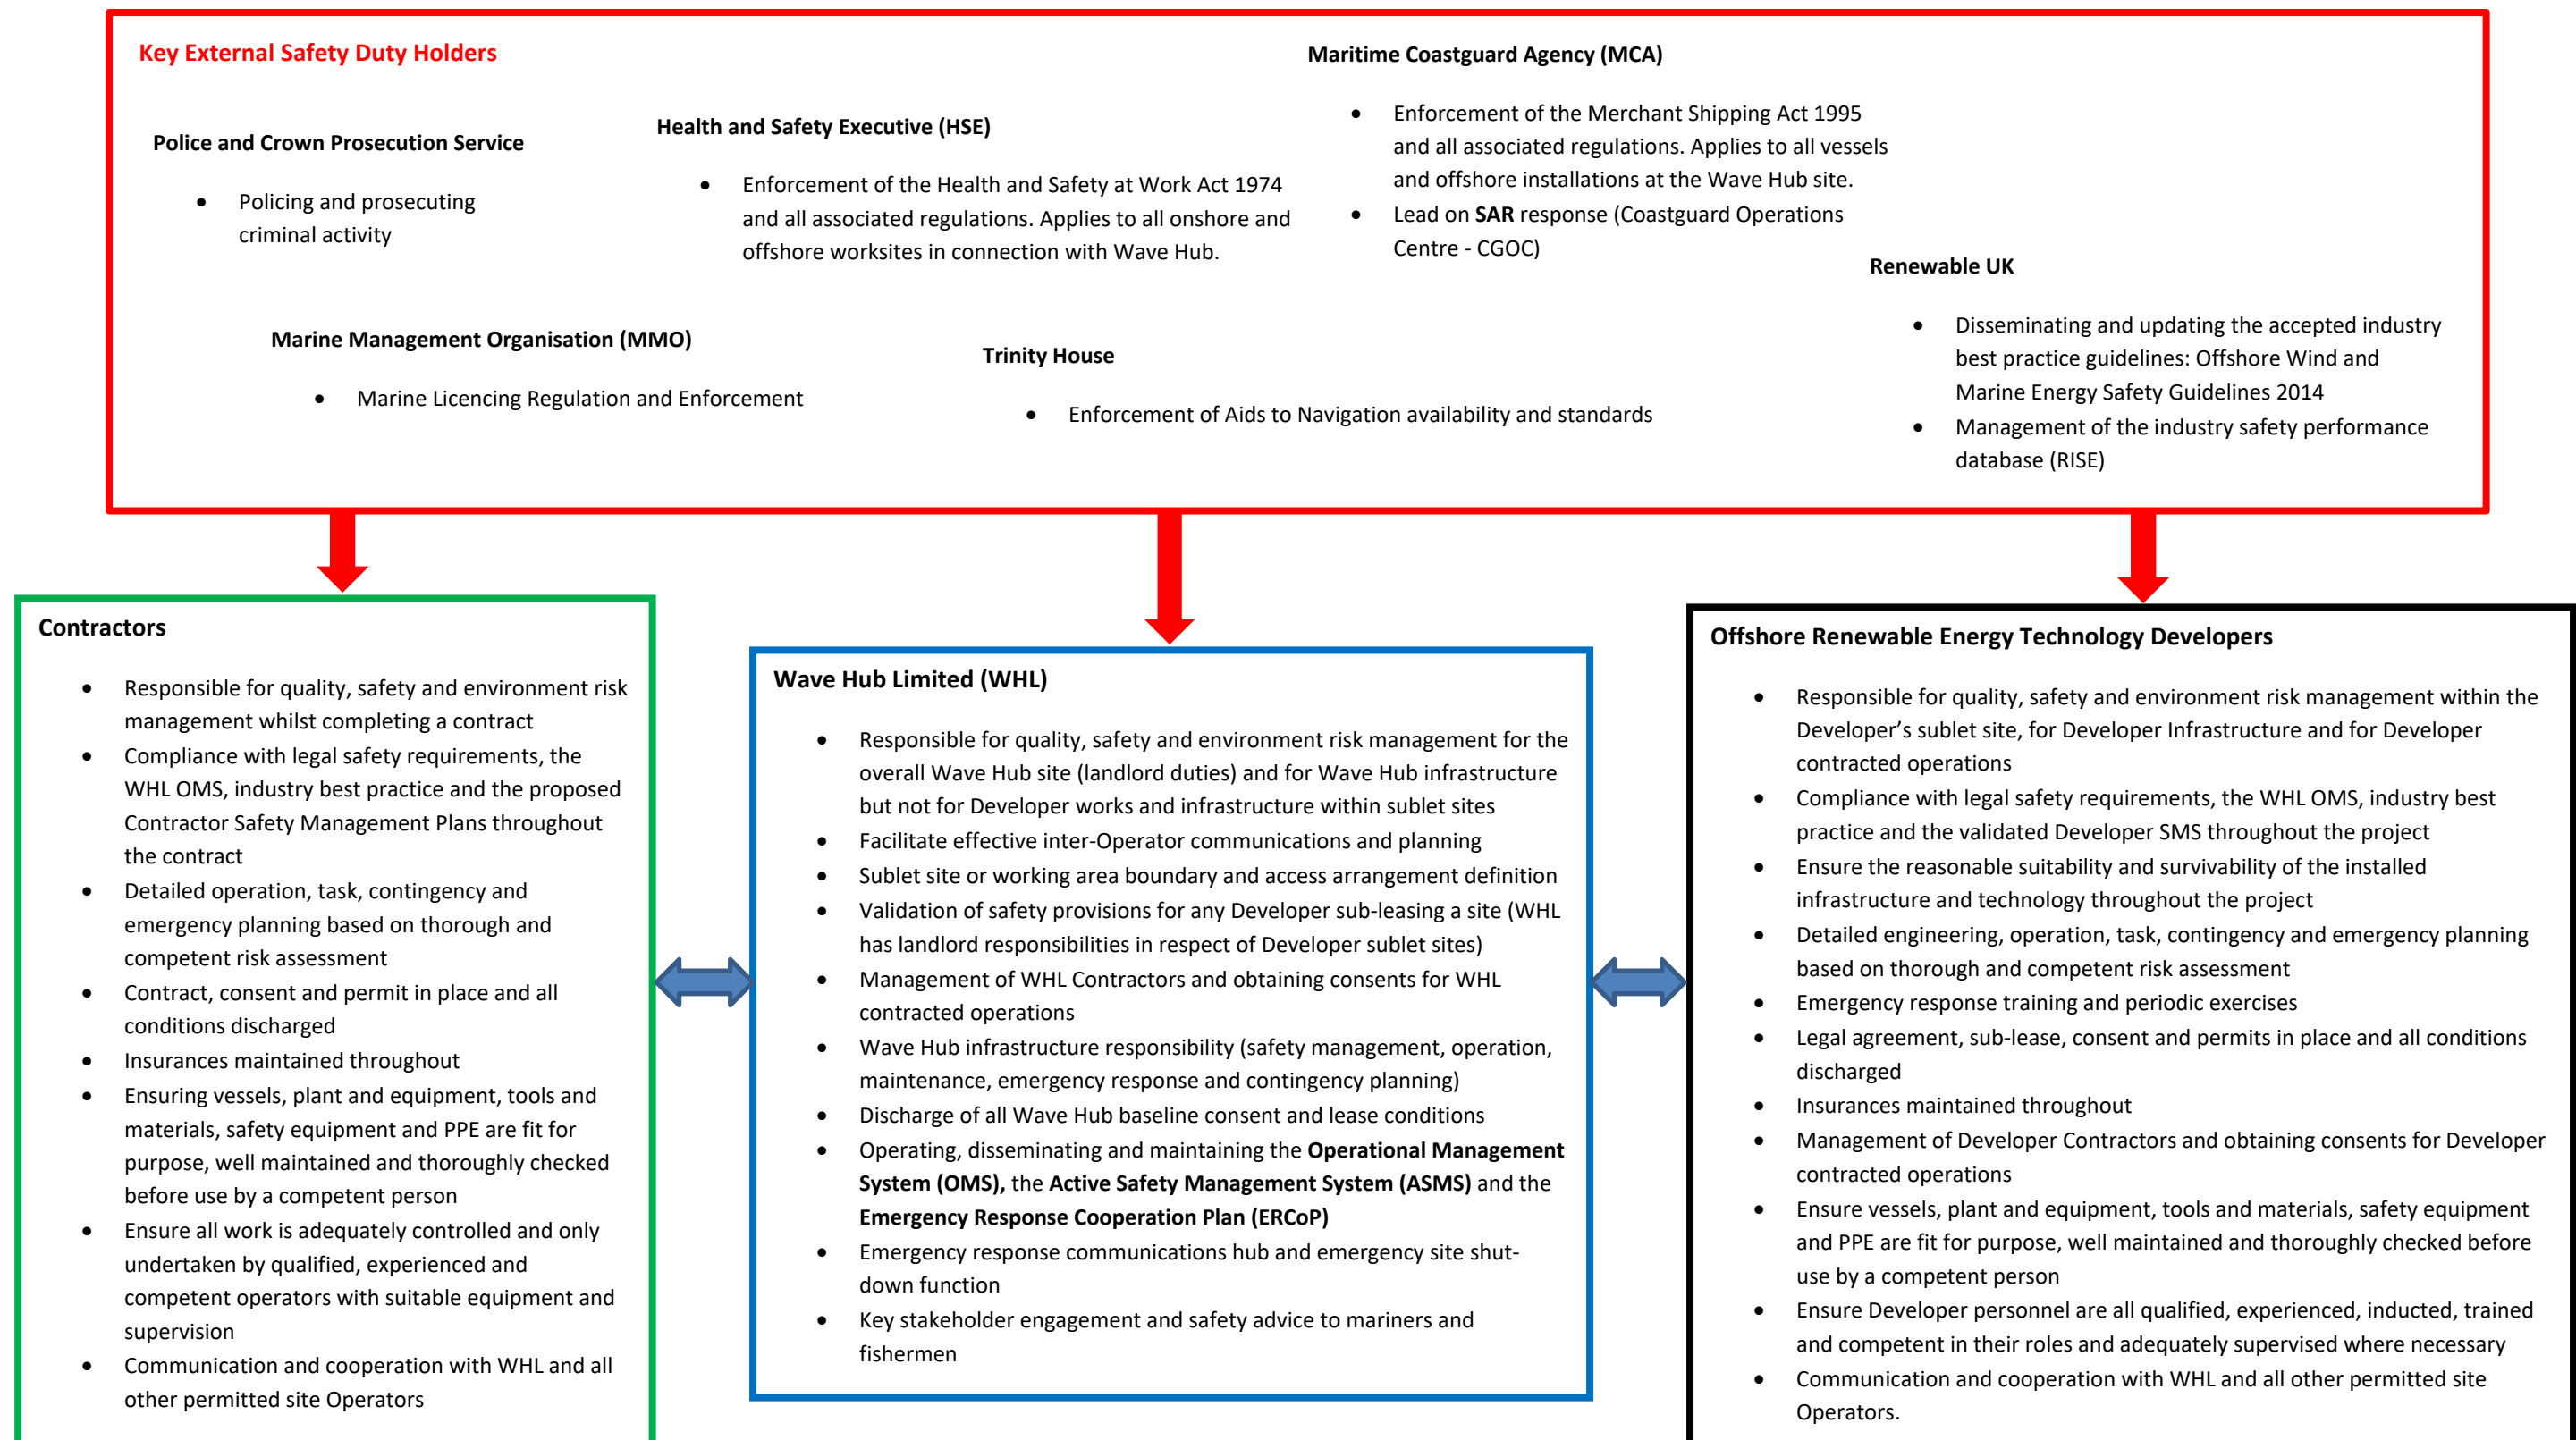 Key External Safety Duty Holders
Police and Crown Prosecution Service
• Policing and prosecuting
criminal activity
Health and Safety Executive (HSE)
• Enforcement of the Health and Safety at Work Act 1974
and all associated regulations. Applies to all onshore and
offshore worksites in connection with Wave Hub.
Maritime Coastguard Agency (MCA)
• Enforcement of the Merchant Shipping Act 1995
and all associated regulations. Applies to all vessels
and offshore installations at the Wave Hub site.
• Lead on SAR response (Coastguard Operations
Centre - CGOC)
Marine Management Organisation (MMO)
• Marine Licencing Regulation and Enforcement
Trinity House
• Enforcement of Aids to Navigation availability and standards
Renewable UK
• Disseminating and updating the accepted industry
best practice guidelines: Offshore Wind and
Marine Energy Safety Guidelines 2014
• Management of the industry safety performance
database (RISE)
Contractors
• Responsible for quality, safety and environment risk
management whilst completing a contract
• Compliance with legal safety requirements, the
WHL OMS, industry best practice and the proposed
Contractor Safety Management Plans throughout
the contract
• Detailed operation, task, contingency and
emergency planning based on thorough and
competent risk assessment
• Contract, consent and permit in place and all
conditions discharged
• Insurances maintained throughout
• Ensuring vessels, plant and equipment, tools and
materials, safety equipment and PPE are fit for
purpose, well maintained and thoroughly checked
before use by a competent person
• Ensure all work is adequately controlled and only
undertaken by qualified, experienced and
competent operators with suitable equipment and
supervision
• Communication and cooperation with WHL and all
other permitted site Operators
Wave Hub Limited (WHL)
• Responsible for quality, safety and environment risk management for the
overall Wave Hub site (landlord duties) and for Wave Hub infrastructure
but not for Developer works and infrastructure within sublet sites
• Facilitate effective inter-Operator communications and planning
• Sublet site or working area boundary and access arrangement definition
• Validation of safety provisions for any Developer sub-leasing a site (WHL
has landlord responsibilities in respect of Developer sublet sites)
• Management of WHL Contractors and obtaining consents for WHL
contracted operations
• Wave Hub infrastructure responsibility (safety management, operation,
maintenance, emergency response and contingency planning)
• Discharge of all Wave Hub baseline consent and lease conditions
• Operating, disseminating and maintaining the Operational Management
System (OMS), the Active Safety Management System (ASMS) and the
Emergency Response Cooperation Plan (ERCoP)
• Emergency response communications hub and emergency site shut-
down function
• Key stakeholder engagement and safety advice to mariners and
fishermen
Offshore Renewable Energy Technology Developers
• Responsible for quality, safety and environment risk management within the
Developer’s sublet site, for Developer Infrastructure and for Developer
contracted operations
• Compliance with legal safety requirements, the WHL OMS, industry best
practice and the validated Developer SMS throughout the project
• Ensure the reasonable suitability and survivability of the installed
infrastructure and technology throughout the project
• Detailed engineering, operation, task, contingency and emergency planning
based on thorough and competent risk assessment
• Emergency response training and periodic exercises
• Legal agreement, sub-lease, consent and permits in place and all conditions
discharged
• Insurances maintained throughout
• Management of Developer Contractors and obtaining consents for Developer
contracted operations
• Ensure vessels, plant and equipment, tools and materials, safety equipment
and PPE are fit for purpose, well maintained and thoroughly checked before
use by a competent person
• Ensure Developer personnel are all qualified, experienced, inducted, trained
and competent in their roles and adequately supervised where necessary
• Communication and cooperation with WHL and all other permitted site
Operators.